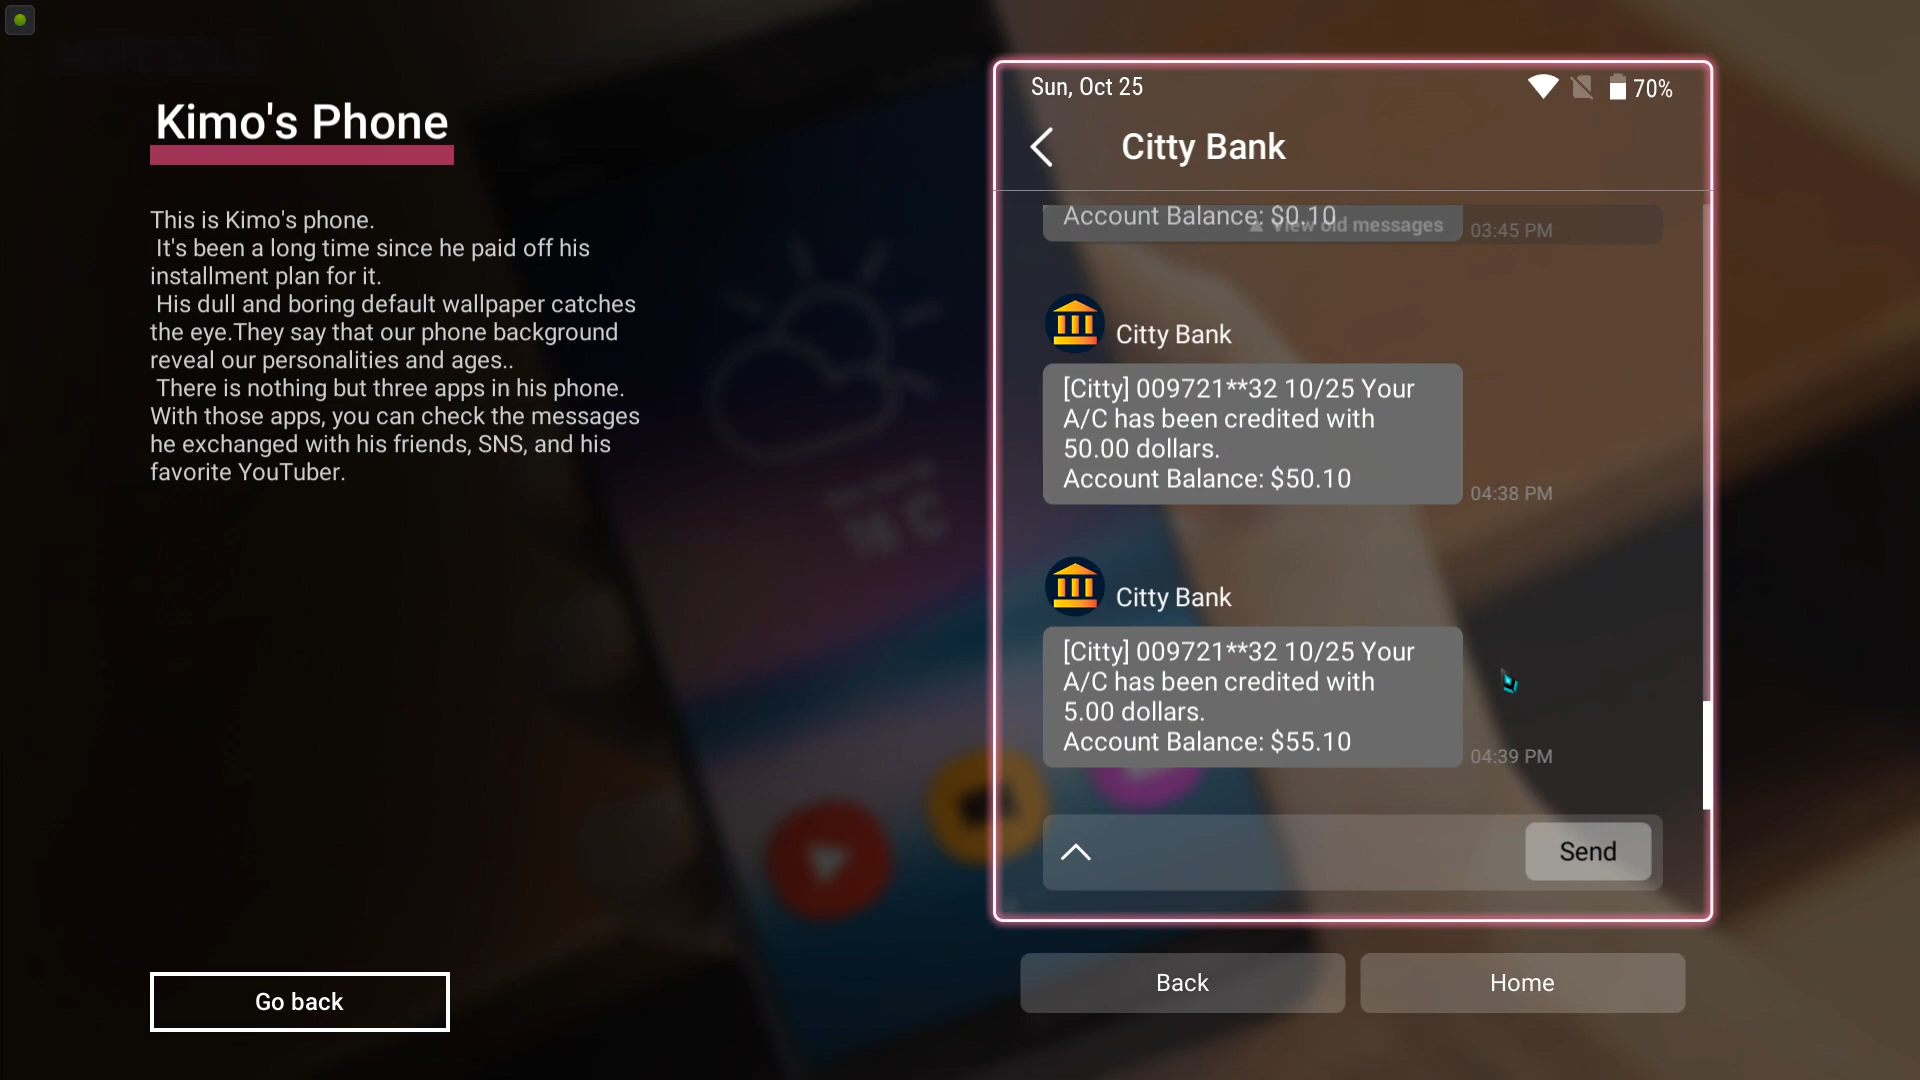 Kimo's Phone
This is Kimo's phone.
It's been a long time since he paid off his
installment plan for it.
His dull and boring default wallpaper catches
the eye.They say that our phone background
reveal our personalities and ages..
There is nothing but three apps in his phone.
With those apps, you can check the messages
he exchanged with his friends, SNS, and his
favorite YouTuber.
Go back
Sun, Oct 25
70%
Citty Bank
Account Balance: $0.10
View old messages
03:45 PM
Citty Bank
[Citty] 009721**32 10/25 Your
A/C has been credited with
50.00 dollars.
Account Balance: $50.10
04:38 PM
Citty Bank
[Citty] 009721**32 10/25 Your
A/C has been credited with
5.00 dollars.
Account Balance: $55.10
04:39 PM
Send
Back
Home